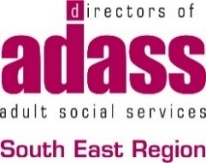 directors of
adass
adult social services
South East Region